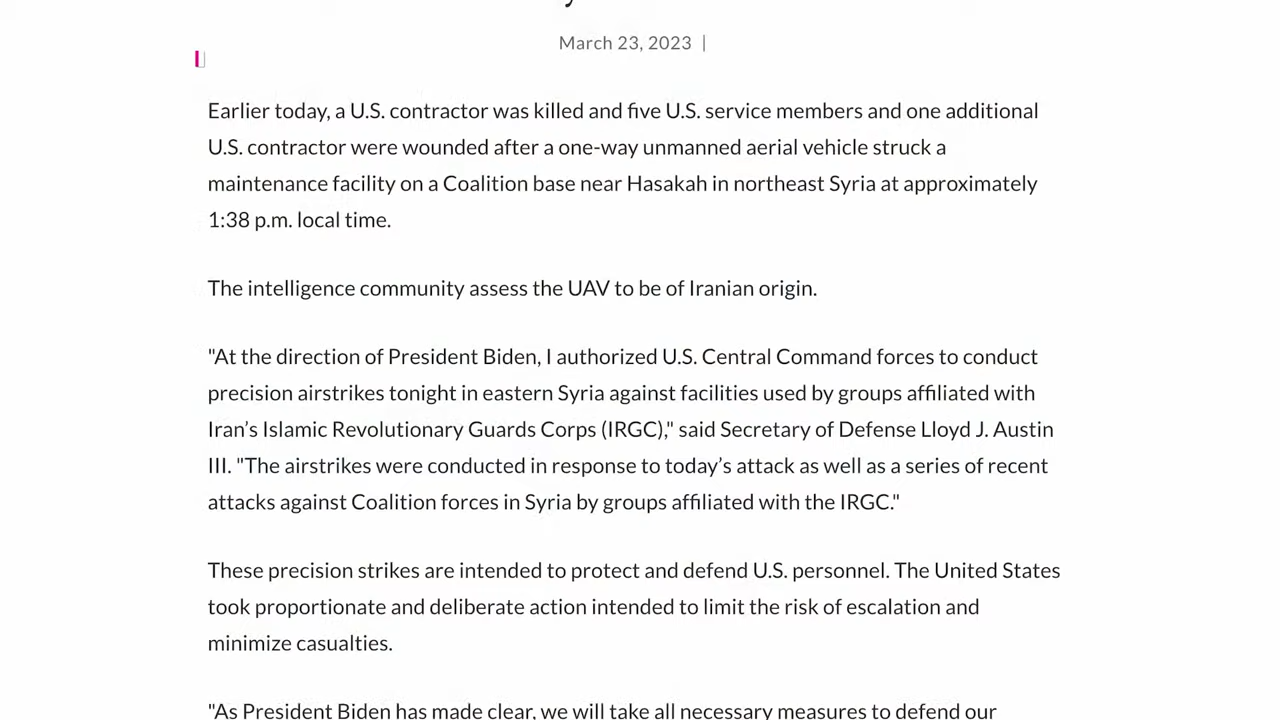 March 23, 2023 |
Earlier today, a U.S. contractor was killed and five U.S. service members and one additional
U.S. contractor were wounded after a one-way unmanned aerial vehicle struck a
maintenance facility on a Coalition base near Hasakah in northeast Syria at approximately
1:38 p.m. local time.
The intelligence community assess the UAV to be of Iranian origin.
"At the direction of President Biden, I authorized U.S. Central Command forces to conduct
precision airstrikes tonight in eastern Syria against facilities used by groups affiliated with
Iran’s Islamic Revolutionary Guards Corps (IRGC)," said Secretary of Defense Lloyd J. Austin
III. "The airstrikes were conducted in response to today’s attack as well as a series of recent
attacks against Coalition forces in Syria by groups affiliated with the IRGC."
These precision strikes are intended to protect and defend U.S. personnel. The United States
took proportionate and deliberate action intended to limit the risk of escalation and
minimize casualties.
"As President Biden has made clear, we will take all necessary measures to defend our